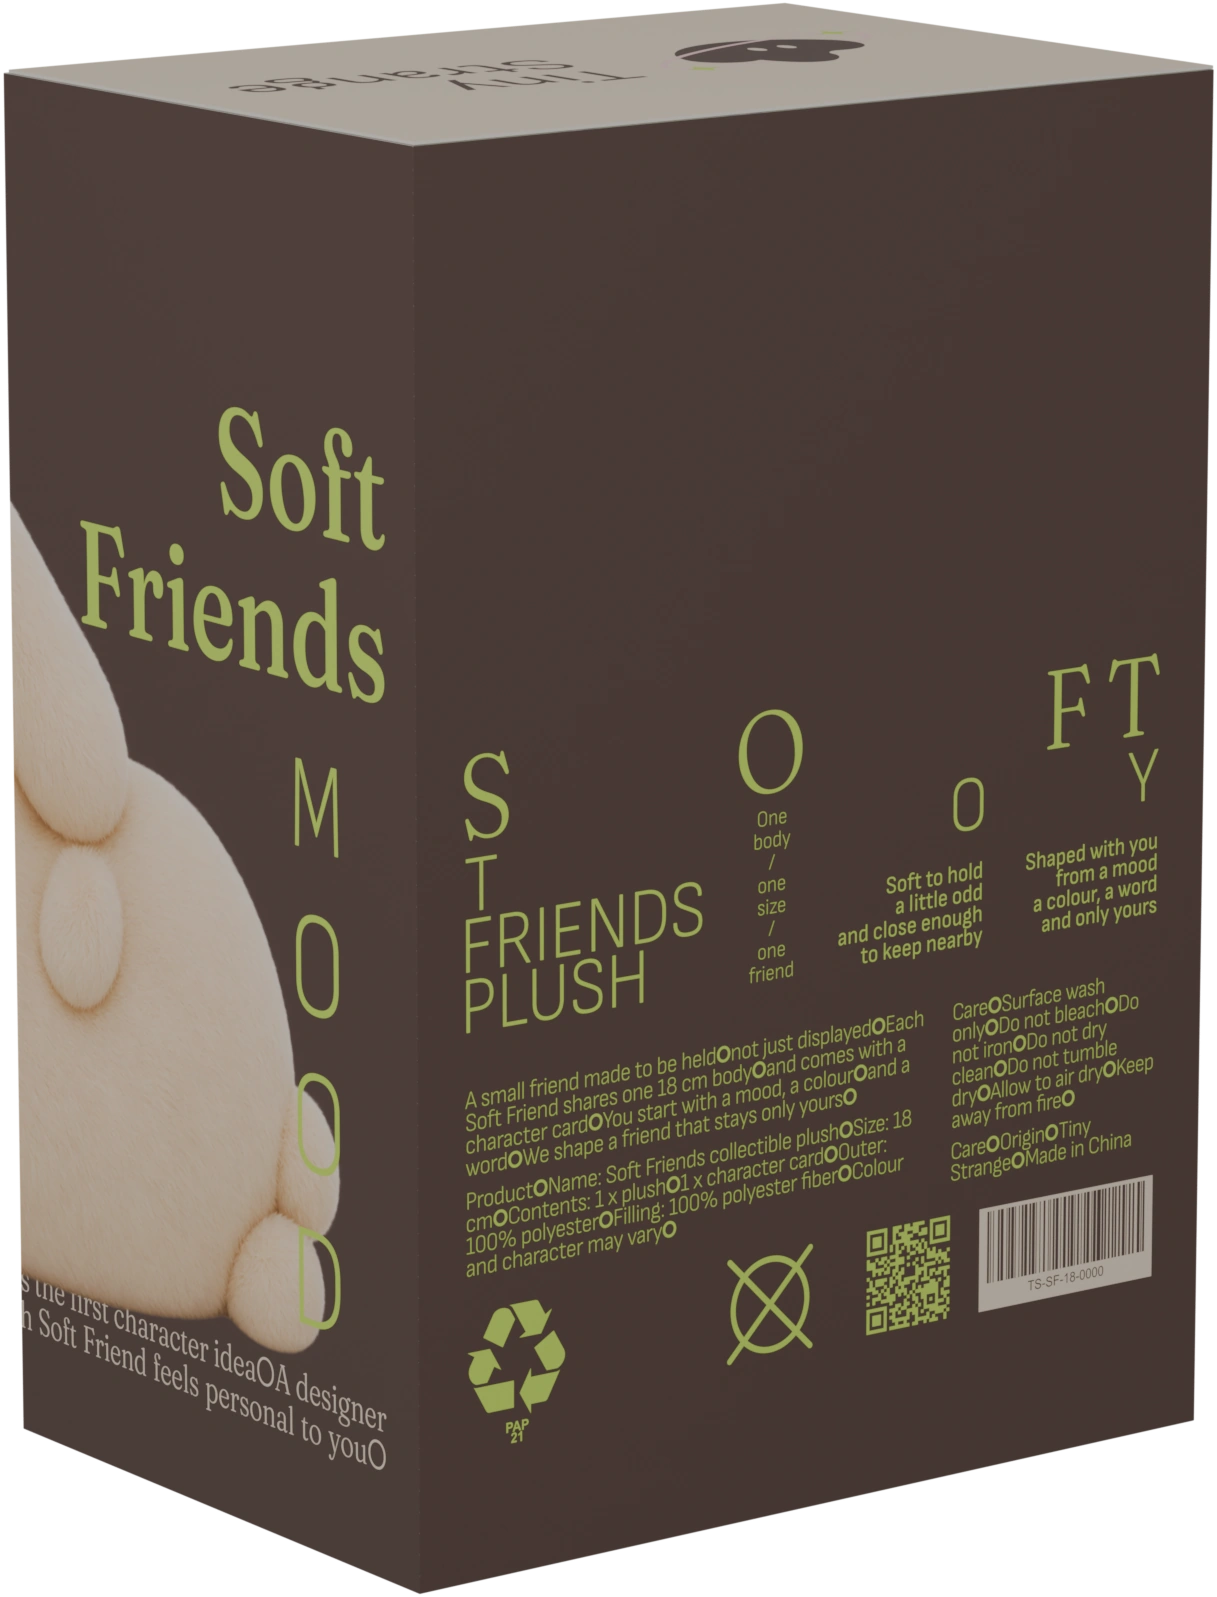 Tiny
Strange
Soft
Friends
M
O
O
D
s the first character ideaOA designer
h Soft Friend feels personal to youO
S
O
FT
T
O
Y
FRIENDS
PLUSH
One
body
/
one
size
/
one
friend
Soft to hold
a little odd
and close enough
to keep nearby
Shaped with you
from a mood
a colour, a word
and only yours
A small friend made to be heldOnot just displayedOEach
Soft Friend shares one 18 cm bodyOand comes with a
character cardOYou start with a mood, a colourOand a
wordOWe shape a friend that stays only yoursO
ProductOName: Soft Friends collectible plushOSize: 18
cmOContents: 1 x plushO1 x character cardOOuter:
100% polyesterOFilling: 100% polyester fiberOColour
and character may varyO
CareOSurface wash
onlyODo not bleachODo
not ironODo not dry
cleanODo not tumble
dryOAllow to air dryOKeep
away from fireO
CareOOriginOTiny
StrangeOMade in China
TS-SF-18-0000
PAP
21